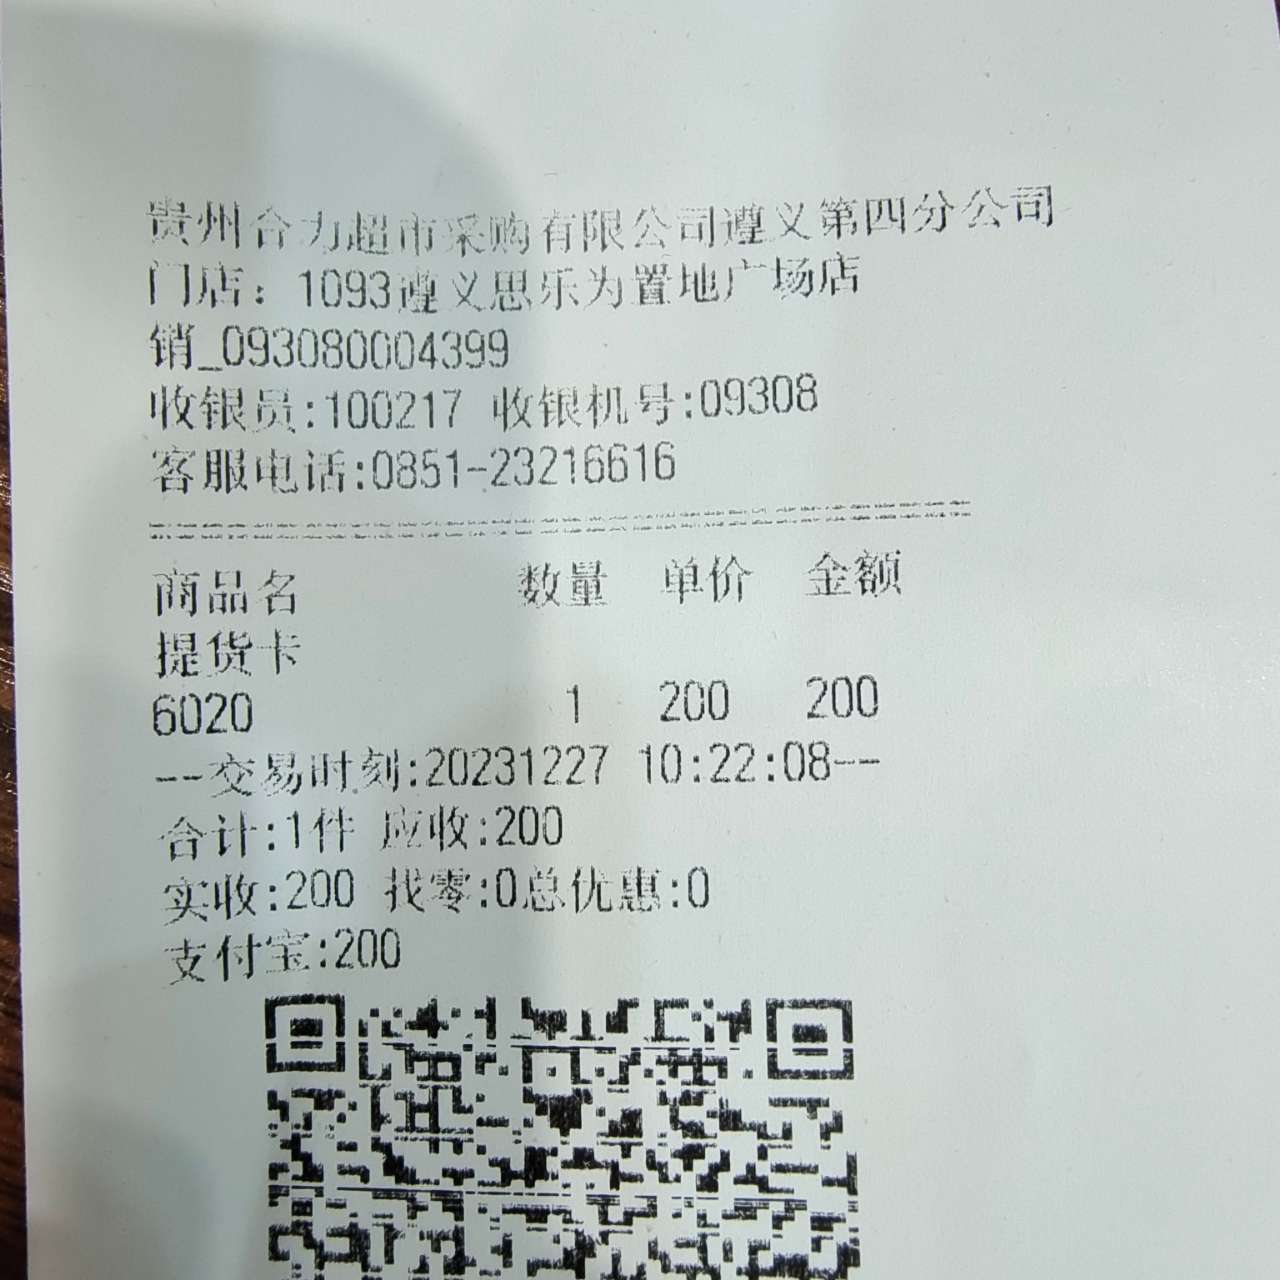 贵州合力超市采购有限公司遵义第四分公司
门店：1093遵义思乐为置地广场店
销_093080004399
收银员:100217 收银机号:09308
客服电话:0851-23216616
商品名 数量 单价 金额
提货卡
6020 1 200 200
--交易时刻:20231227 10:22:08--
合计:1件 应收:200
实收:200 找零:0总优惠:0
支付宝:200